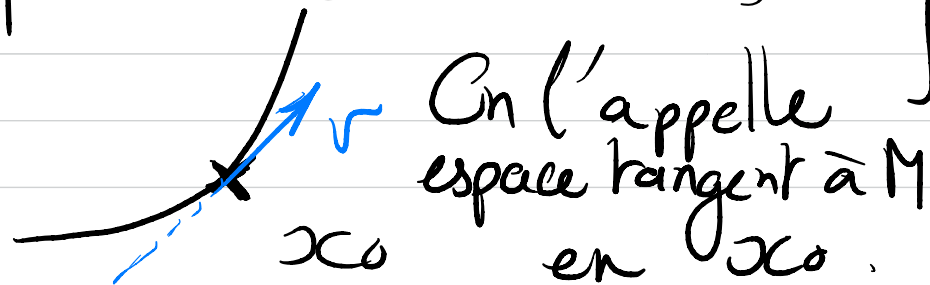 v On l'appelle
espace tangent à M
x₀ en x₀.